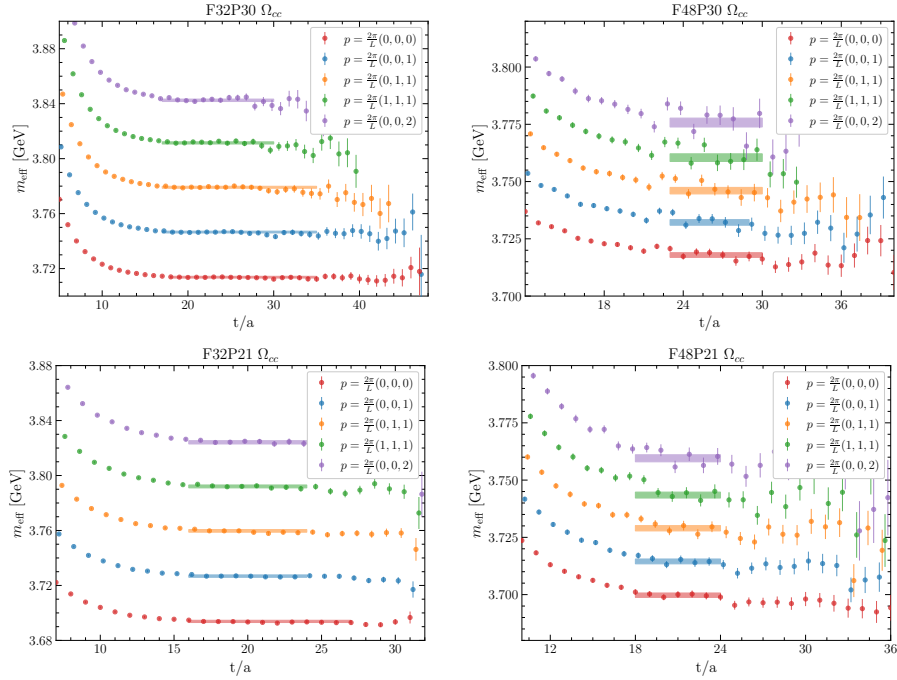 F32P30 Ω_cc
3.88
3.84
3.80
3.76
3.72
m_eff [GeV]
10 20 30 40
t/a
p = 2π/L (0, 0, 0)
p = 2π/L (0, 0, 1)
p = 2π/L (0, 1, 1)
p = 2π/L (1, 1, 1)
p = 2π/L (0, 0, 2)
F48P30 Ω_cc
3.800
3.775
3.750
3.725
3.700
m_eff [GeV]
18 24 30 36
t/a
p = 2π/L (0, 0, 0)
p = 2π/L (0, 0, 1)
p = 2π/L (0, 1, 1)
p = 2π/L (1, 1, 1)
p = 2π/L (0, 0, 2)
F32P21 Ω_cc
3.88
3.84
3.80
3.76
3.72
3.68
m_eff [GeV]
10 15 20 25 30
t/a
p = 2π/L (0, 0, 0)
p = 2π/L (0, 0, 1)
p = 2π/L (0, 1, 1)
p = 2π/L (1, 1, 1)
p = 2π/L (0, 0, 2)
F48P21 Ω_cc
3.800
3.775
3.750
3.725
3.700
m_eff [GeV]
12 18 24 30 36
t/a
p = 2π/L (0, 0, 0)
p = 2π/L (0, 0, 1)
p = 2π/L (0, 1, 1)
p = 2π/L (1, 1, 1)
p = 2π/L (0, 0, 2)